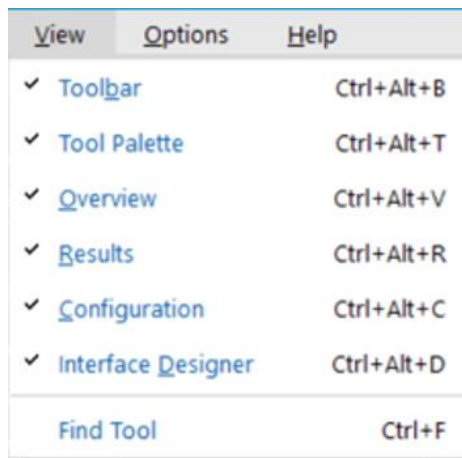 View Options Help
Toolbar Ctrl+Alt+B
Tool Palette Ctrl+Alt+T
Overview Ctrl+Alt+V
Results Ctrl+Alt+R
Configuration Ctrl+Alt+C
Interface Designer Ctrl+Alt+D
Find Tool Ctrl+F